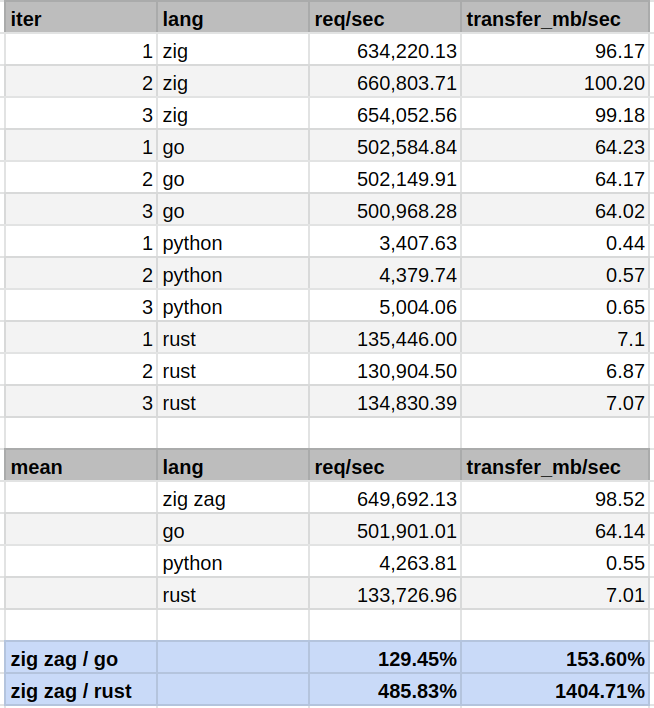 iter lang req/sec transfer_mb/sec
1 zig 634,220.13 96.17
2 zig 660,803.71 100.20
3 zig 654,052.56 99.18
1 go 502,584.84 64.23
2 go 502,149.91 64.17
3 go 500,968.28 64.02
1 python 3,407.63 0.44
2 python 4,379.74 0.57
3 python 5,004.06 0.65
1 rust 135,446.00 7.1
2 rust 130,904.50 6.87
3 rust 134,830.39 7.07
mean lang req/sec transfer_mb/sec
zig zag 649,692.13 98.52
go 501,901.01 64.14
python 4,263.81 0.55
rust 133,726.96 7.01
zig zag / go 129.45% 153.60%
zig zag / rust 485.83% 1404.71%